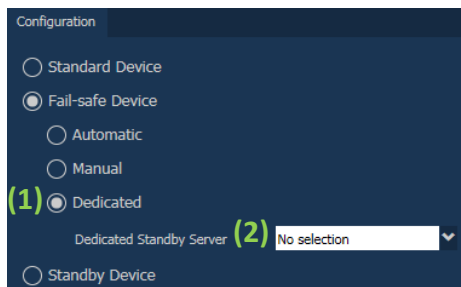 Configuration
Standard Device
Fail-safe Device
Automatic
Manual
(1) Dedicated
Dedicated Standby Server (2) No selection
Standby Device